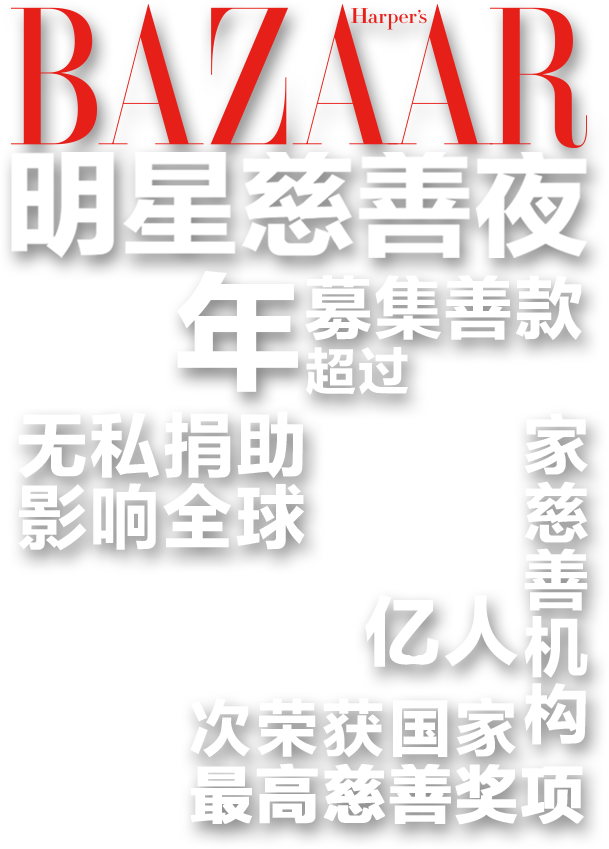 Harper's
BAZAAR
明星慈善夜
年
募集善款
超过
无私捐助
影响全球
家慈善机构
亿人
次荣获国家
最高慈善奖项